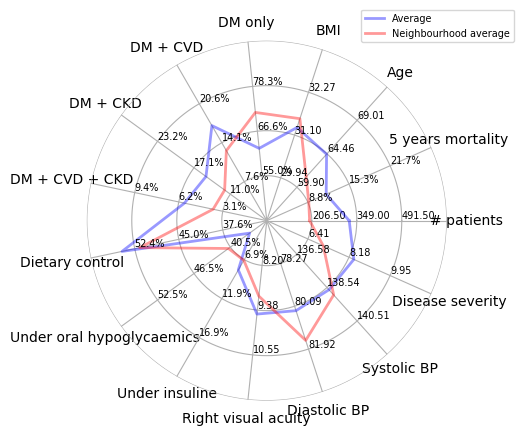 Average
Neighbourhood average
DM only
BMI
DM + CVD
Age
DM + CKD
5 years mortality
DM + CVD + CKD
# patients
Dietary control
Disease severity
Under oral hypoglycaemics
Systolic BP
Under insuline
Diastolic BP
Right visual acuity
206.50 349.00 491.50
8.8% 15.3% 21.7%
59.90 64.46 69.01
29.94 31.10 32.27
55.0% 66.6% 78.3%
7.6% 14.1% 20.6%
11.0% 17.1% 23.2%
3.1% 6.2% 9.4%
37.6% 45.0% 52.4%
40.5% 46.5% 52.5%
6.9% 11.9% 16.9%
8.20 9.38 10.55
78.27 80.09 81.92
136.58 138.54 140.51
6.41 8.18 9.95